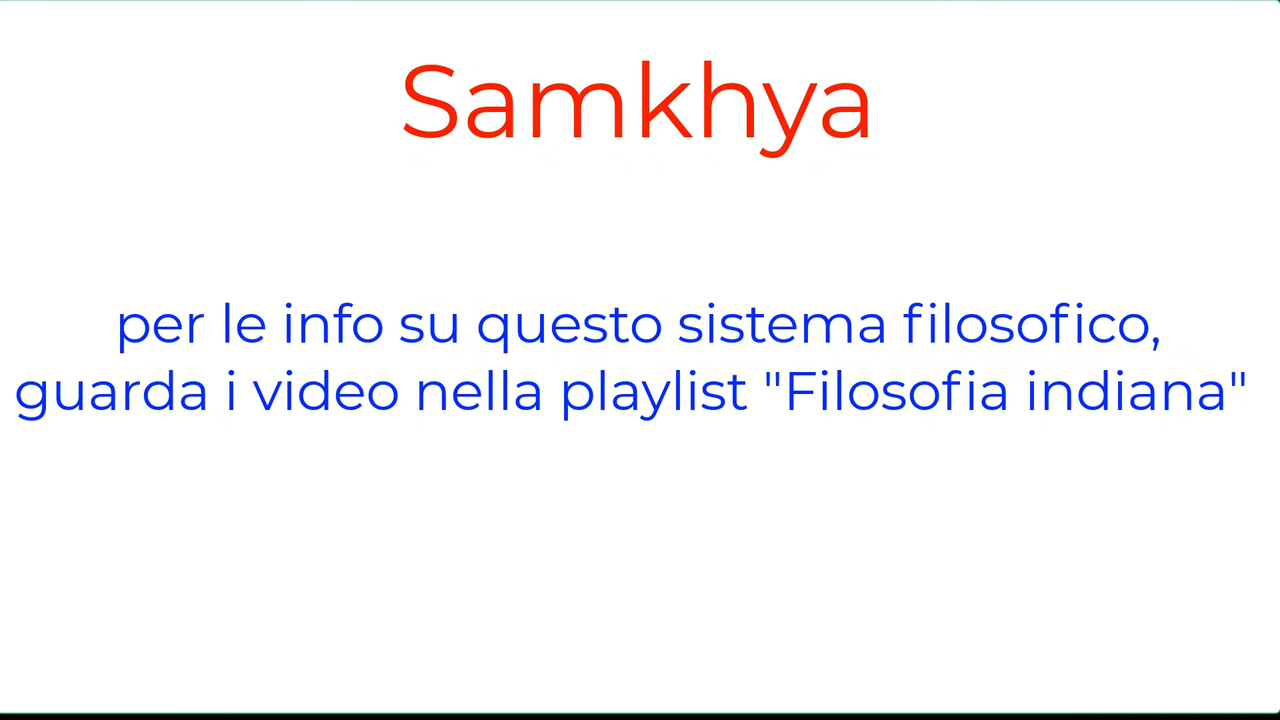 Samkhya
per le info su questo sistema filosofico,
guarda i video nella playlist "Filosofia indiana"